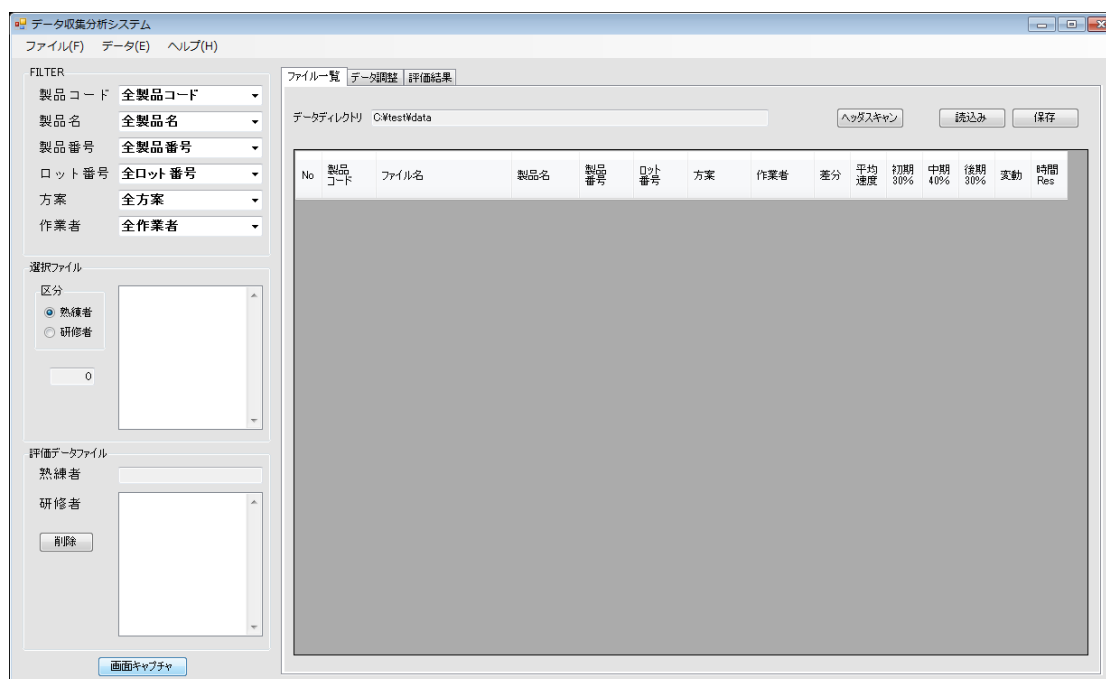 データ収集分析システム
ファイル(F) データ(E) ヘルプ(H)
FILTER
製品コード 全製品コード
製品名 全製品名
製品番号 全製品番号
ロット番号 全ロット番号
方案 全方案
作業者 全作業者
選択ファイル
区分
熟練者
研修者
0
評価データファイル
熟練者
研修者
削除
画面キャプチャ
ファイル一覧 データ調整 評価結果
データディレクトリ C:¥test¥data ヘッダスキャン 読込み 保存
No 製品コード ファイル名 製品名 製品番号 ロット番号 方案 作業者 差分 平均速度 初期30% 中期40% 後期30% 変動 時間Res